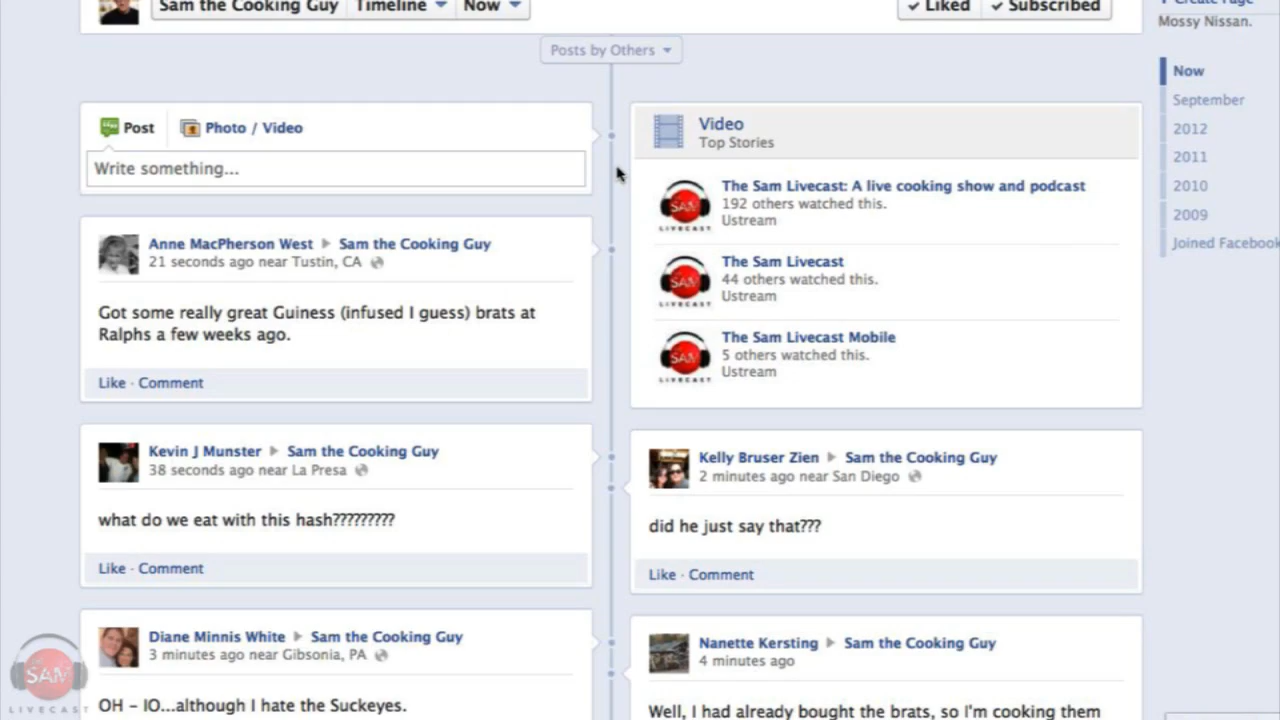 Sam the Cooking Guy Timeline Now
Liked Subscribed
Create Page
Mossy Nissan.
Posts by Others
Now
September
2012
2011
2010
2009
Joined Facebook
Post Photo / Video
Write something...
Video
Top Stories
The Sam Livecast: A live cooking show and podcast
192 others watched this.
Ustream
The Sam Livecast
44 others watched this.
Ustream
The Sam Livecast Mobile
5 others watched this.
Ustream
SAM
LIVECAST
SAM
LIVECAST
SAM
LIVECAST
Anne MacPherson West Sam the Cooking Guy
21 seconds ago near Tustin, CA
Got some really great Guiness (infused I guess) brats at
Ralphs a few weeks ago.
Like · Comment
Kevin J Munster Sam the Cooking Guy
38 seconds ago near La Presa
what do we eat with this hash?????????
Like · Comment
Kelly Bruser Zien Sam the Cooking Guy
2 minutes ago near San Diego
did he just say that???
Like · Comment
Diane Minnis White Sam the Cooking Guy
3 minutes ago near Gibsonia, PA
OH - IO...although I hate the Suckeyes.
Nanette Kersting Sam the Cooking Guy
4 minutes ago
Well, I had already bought the brats, so I'm cooking them
SAM
LIVECAST